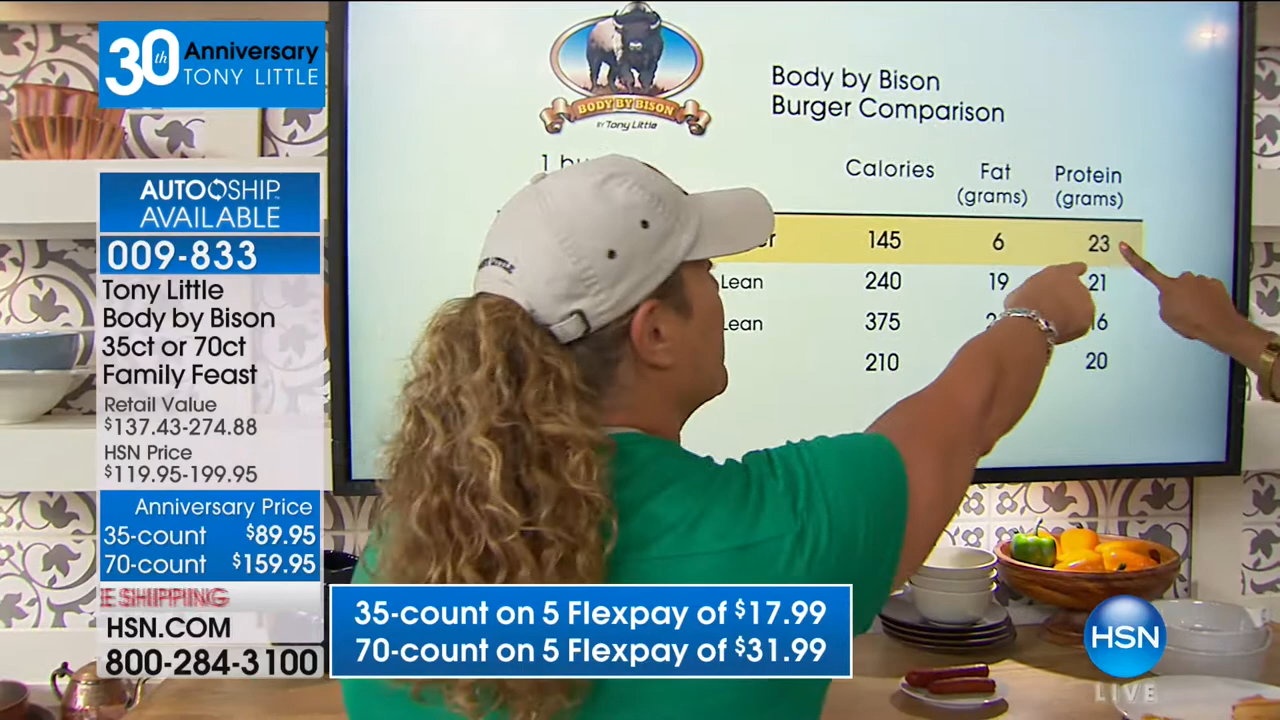 30th Anniversary
TONY LITTLE
AUTOSHIP
AVAILABLE
009-833
Tony Little
Body by Bison
35ct or 70ct
Family Feast
Retail Value
$137.43-274.88
HSN Price
$119.95-199.95
Anniversary Price
35-count $89.95
70-count $159.95
E SHIPPING
HSN.COM
800-284-3100
BODY BY BISON
BY Tony Little
Body by Bison
Burger Comparison
Calories Fat Protein
(grams) (grams)
145 6 23
Lean 240 19 21
Lean 375
210 20
35-count on 5 Flexpay of $17.99
70-count on 5 Flexpay of $31.99
HSN
LIVE